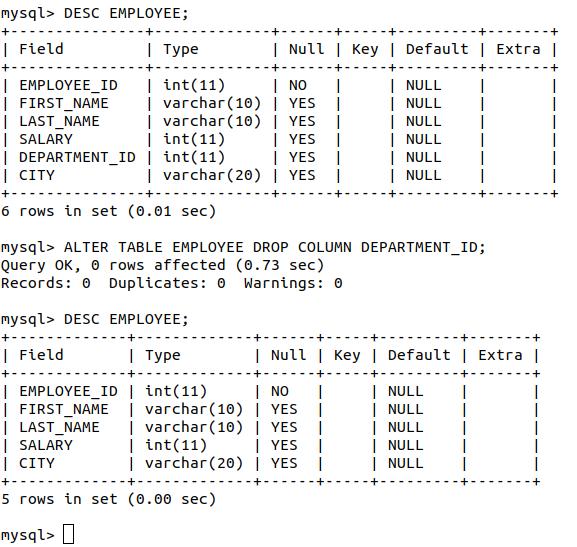 mysql> DESC EMPLOYEE;
+---------------+-------------+------+-----+---------+-------+
| Field         | Type        | Null | Key | Default | Extra |
+---------------+-------------+------+-----+---------+-------+
| EMPLOYEE_ID   | int(11)     | NO   |     | NULL    |       |
| FIRST_NAME    | varchar(10) | YES  |     | NULL    |       |
| LAST_NAME     | varchar(10) | YES  |     | NULL    |       |
| SALARY        | int(11)     | YES  |     | NULL    |       |
| DEPARTMENT_ID | int(11)     | YES  |     | NULL    |       |
| CITY          | varchar(20) | YES  |     | NULL    |       |
+---------------+-------------+------+-----+---------+-------+
6 rows in set (0.01 sec)

mysql> ALTER TABLE EMPLOYEE DROP COLUMN DEPARTMENT_ID;
Query OK, 0 rows affected (0.73 sec)
Records: 0  Duplicates: 0  Warnings: 0

mysql> DESC EMPLOYEE;
+-------------+-------------+------+-----+---------+-------+
| Field       | Type        | Null | Key | Default | Extra |
+-------------+-------------+------+-----+---------+-------+
| EMPLOYEE_ID | int(11)     | NO   |     | NULL    |       |
| FIRST_NAME  | varchar(10) | YES  |     | NULL    |       |
| LAST_NAME   | varchar(10) | YES  |     | NULL    |       |
| SALARY      | int(11)     | YES  |     | NULL    |       |
| CITY        | varchar(20) | YES  |     | NULL    |       |
+-------------+-------------+------+-----+---------+-------+
5 rows in set (0.00 sec)

mysql>